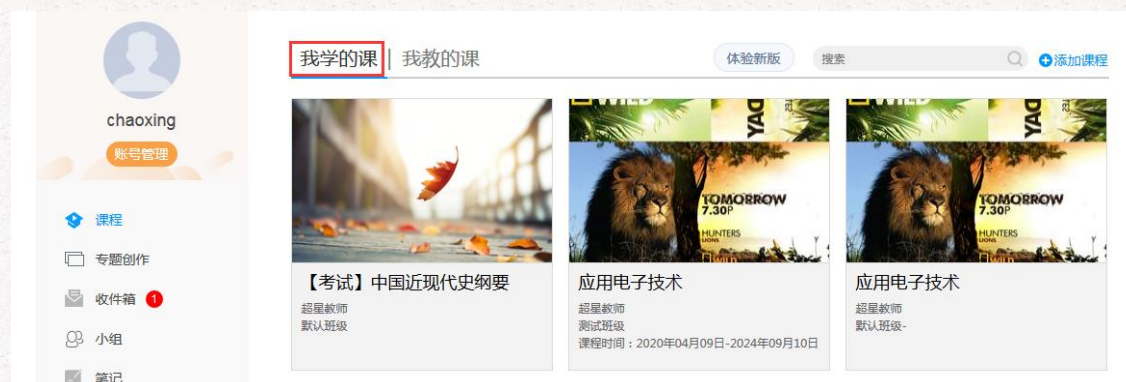 我学的课 | 我教的课
体验新版
搜索
添加课程
chaoxing
账号管理
课程
专题创作
收件箱 1
小组
笔记
TOMORROW
7.30P
HUNTERS
LIONS
WILD
【考试】中国近现代史纲要
超星教师
默认班级
YAD
TOMORROW
7.30P
HUNTERS
LIONS
WILD
应用电子技术
超星教师
测试班级
课程时间：2020年04月09日-2024年09月10日
YAD
应用电子技术
超星教师
默认班级-